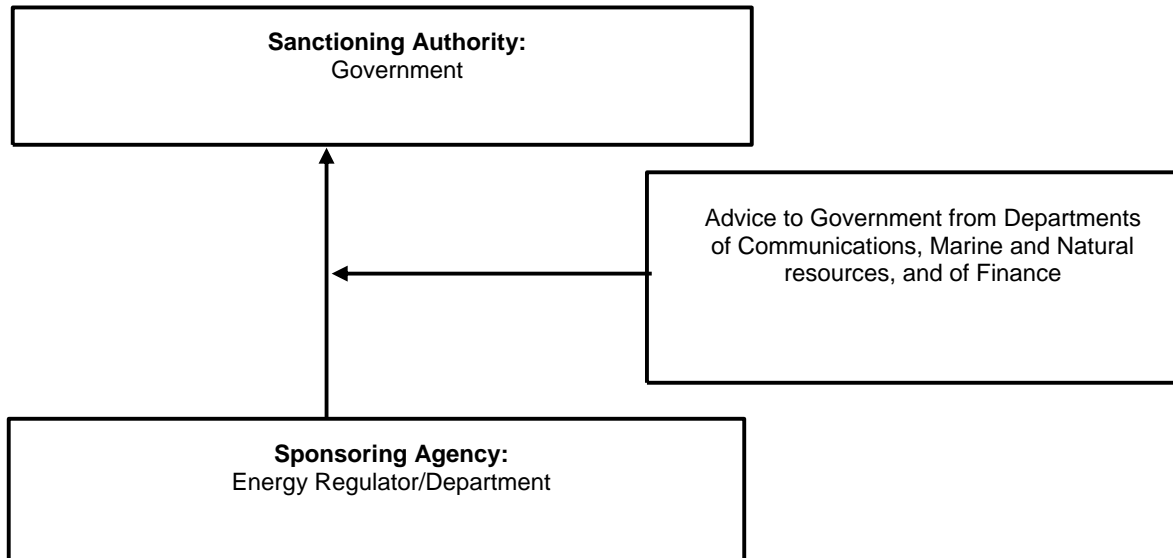 Sanctioning Authority:
Government
Advice to Government from Departments
of Communications, Marine and Natural
resources, and of Finance
Sponsoring Agency:
Energy Regulator/Department